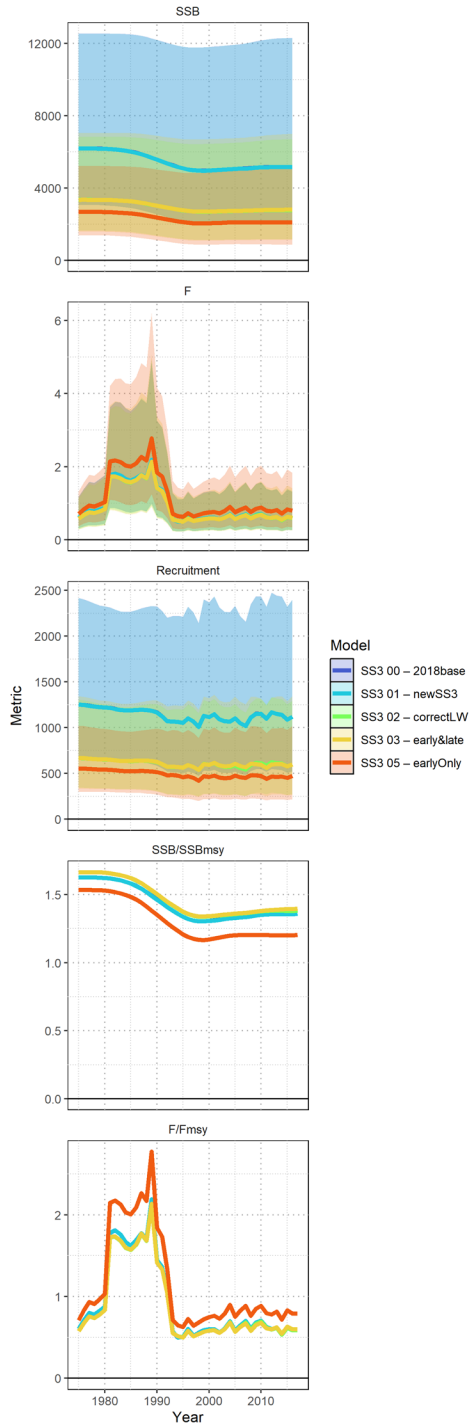 SSB
12000
8000
4000
0
F
6
4
2
0
Recruitment
2500
2000
1500
1000
500
0
Metric
Model
SS3 00 – 2018base
SS3 01 – newSS3
SS3 02 – correctLW
SS3 03 – early&late
SS3 05 – earlyOnly
SSB/SSBmsy
1.5
1.0
0.5
0.0
F/Fmsy
2
1
0
1980 1990 2000 2010
Year